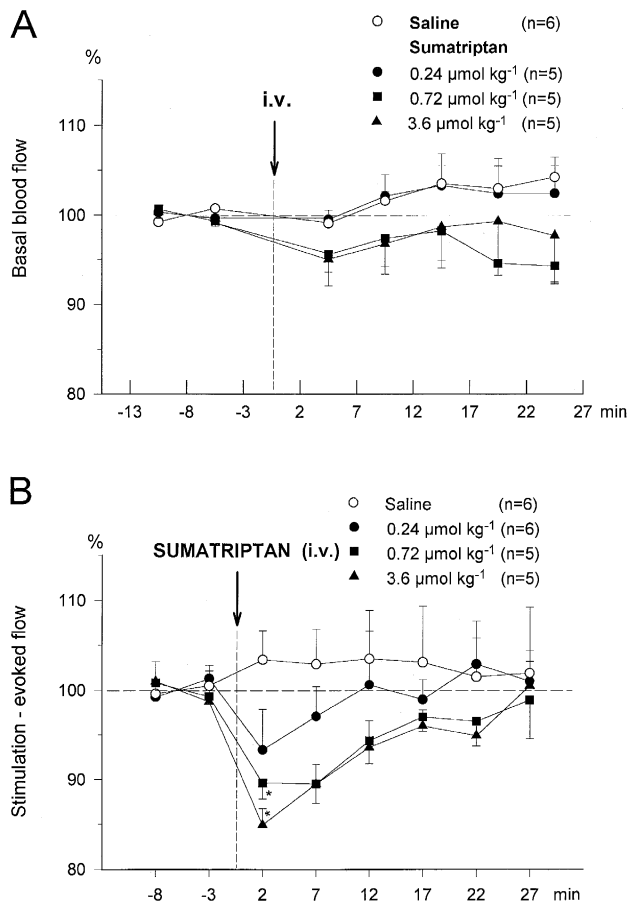 A
Saline (n=6)
Sumatriptan
0.24 µmol kg⁻¹ (n=5)
0.72 µmol kg⁻¹ (n=5)
3.6 µmol kg⁻¹ (n=5)
%
i.v.
110
100
90
80
Basal blood flow
-13 -8 -3 2 7 12 17 22 27 min
B
Saline (n=6)
0.24 µmol kg⁻¹ (n=6)
0.72 µmol kg⁻¹ (n=5)
3.6 µmol kg⁻¹ (n=5)
%
SUMATRIPTAN (i.v.)
110
100
90
80
*
*
Stimulation - evoked flow
-8 -3 2 7 12 17 22 27 min